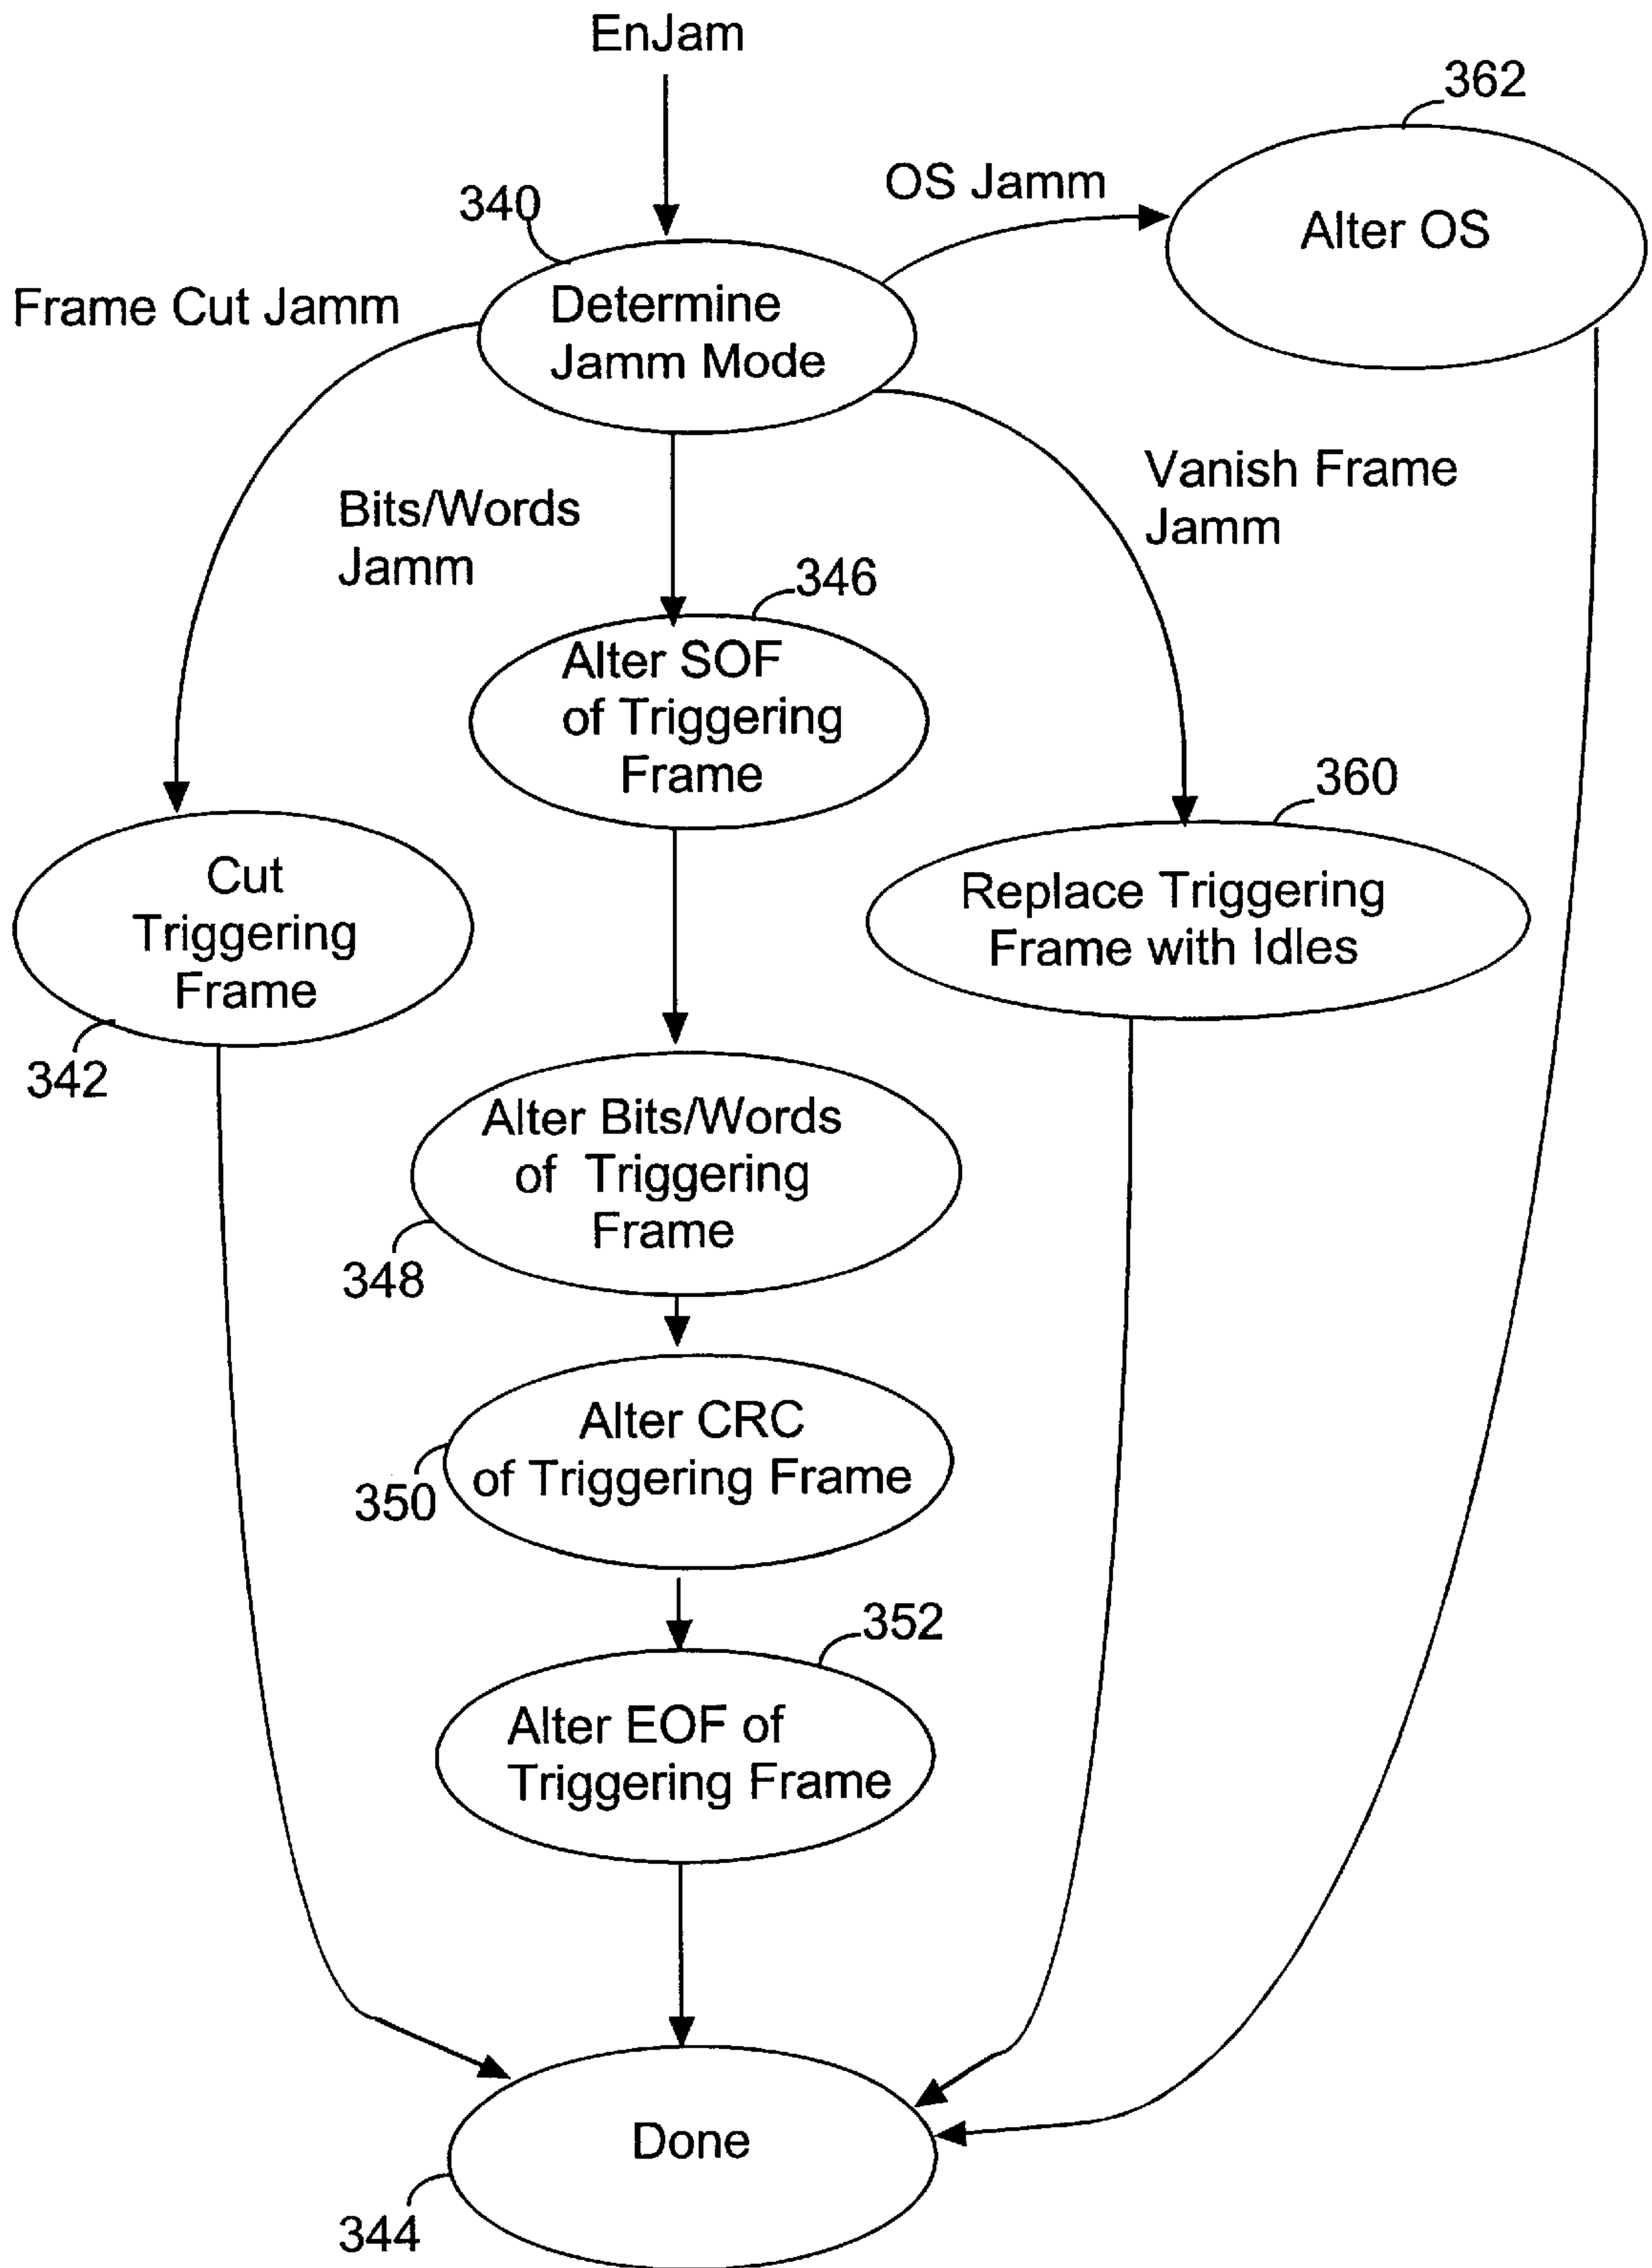 EnJam
362
OS Jamm
340
Alter OS
Frame Cut Jamm
Determine
Jamm Mode
Vanish Frame
Jamm
Bits/Words
Jamm
346
Alter SOF
of Triggering
Frame
360
Cut
Triggering
Frame
Replace Triggering
Frame with Idles
342
Alter Bits/Words
of Triggering
Frame
348
Alter CRC
of Triggering Frame
350
352
Alter EOF of
Triggering Frame
Done
344